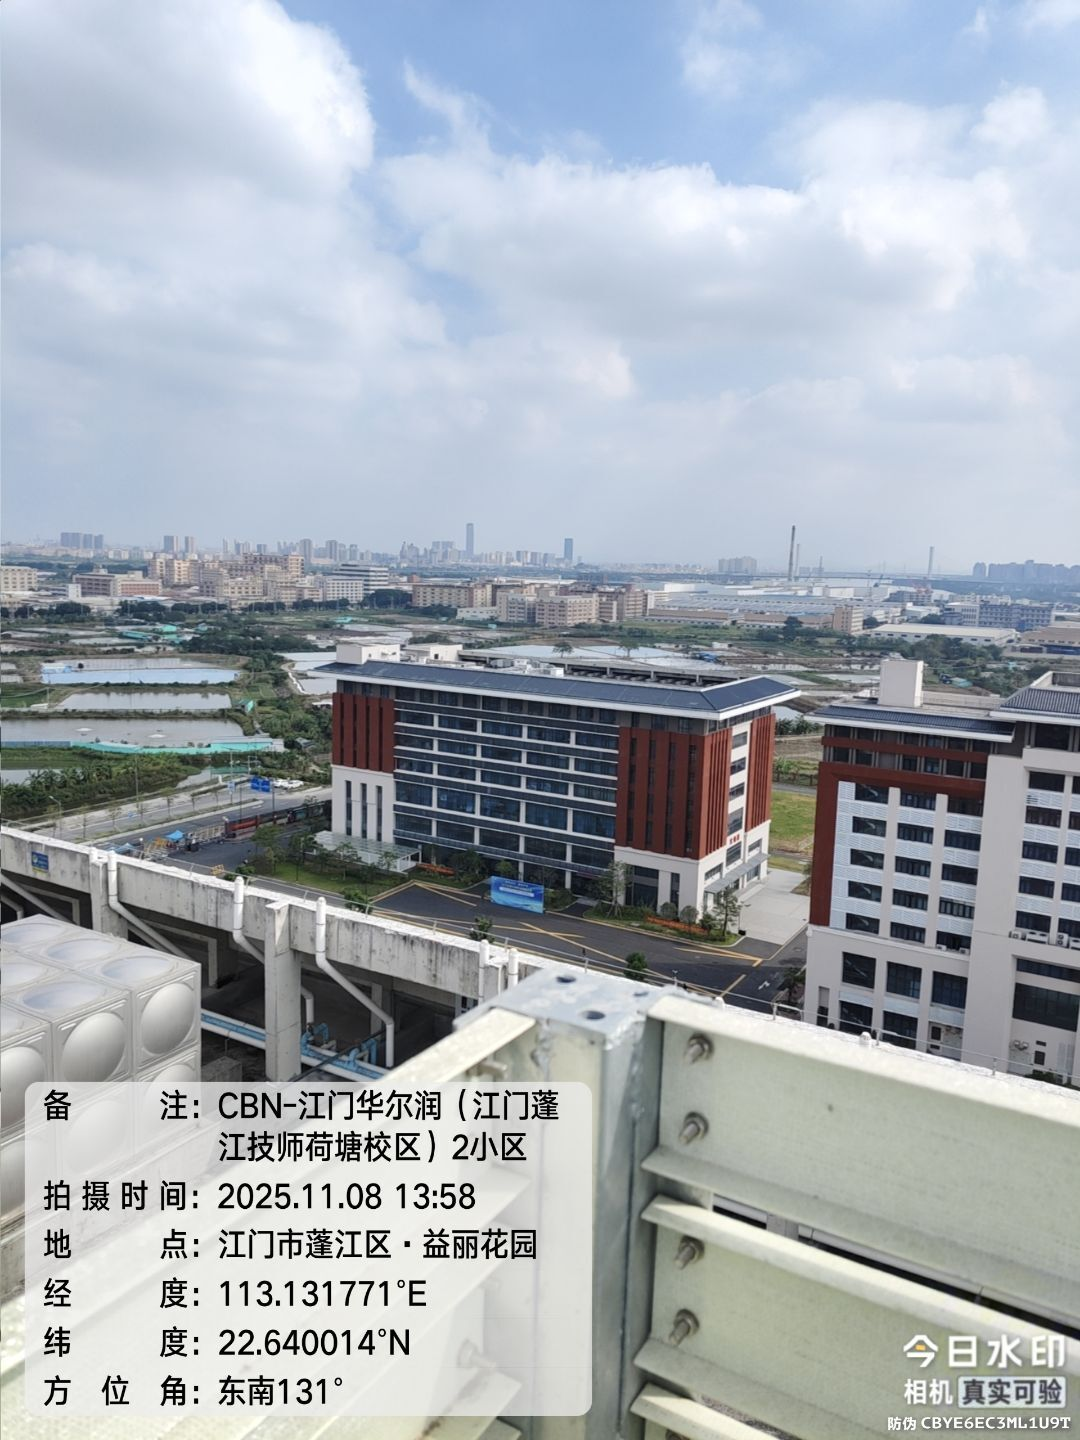 备注：CBN-江门华尔润（江门蓬
江技师荷塘校区）2小区
拍摄时间：2025.11.08 13:58
地点：江门市蓬江区·益丽花园
经度：113.131771°E
纬度：22.640014°N
方位角：东南131°
今日水印
相机 真实可验
防伪 CBYE6EC3ML1U9T